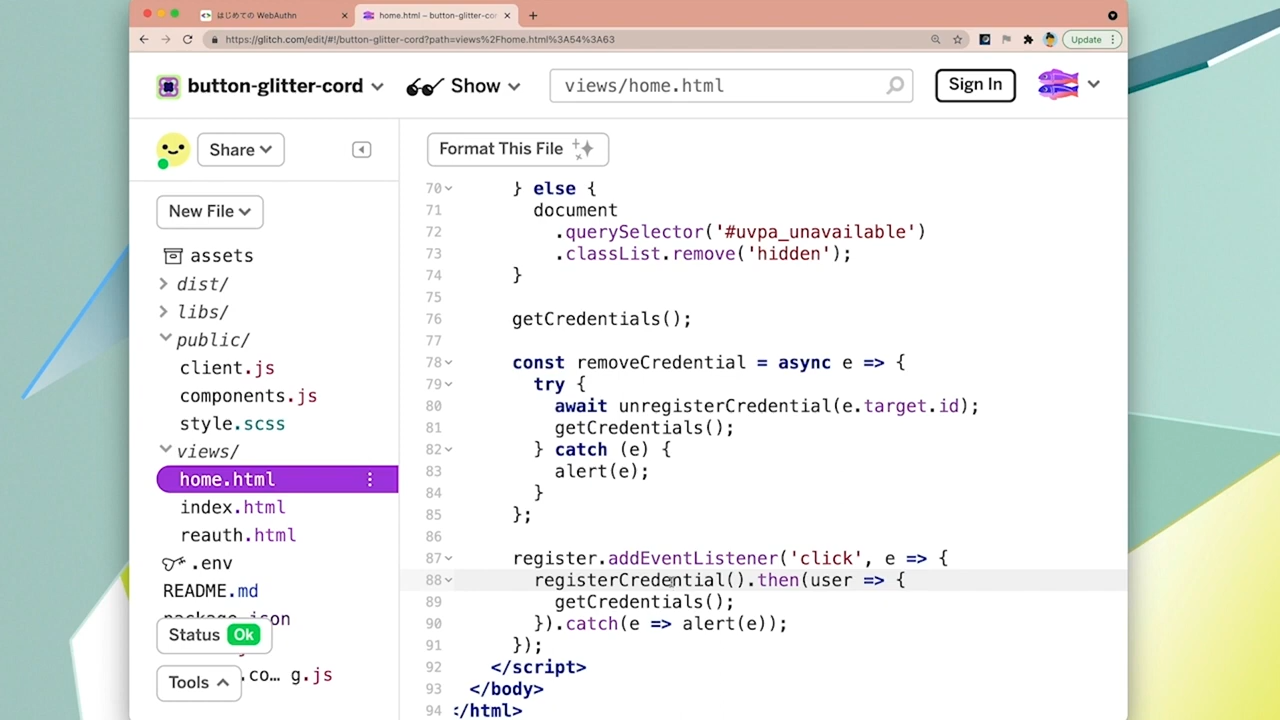 はじめての WebAuthn
home.html – button-glitter-cor
https://glitch.com/edit/#!/button-glitter-cord?path=views%2Fhome.html%3A54%3A63
Update
button-glitter-cord
Show
views/home.html
Sign In
Share
Format This File
New File
assets
dist/
libs/
public/
client.js
components.js
style.scss
views/
home.html
index.html
reauth.html
.env
README.md
package.json
Status Ok
.co… g.js
Tools
70 } else {
71 document
72 .querySelector('#uvpa_unavailable')
73 .classList.remove('hidden');
74 }
75
76 getCredentials();
77
78 const removeCredential = async e => {
79 try {
80 await unregisterCredential(e.target.id);
81 getCredentials();
82 } catch (e) {
83 alert(e);
84 }
85 };
86
87 register.addEventListener('click', e => {
88 registerCredential().then(user => {
89 getCredentials();
90 }).catch(e => alert(e));
91 });
92 </script>
93 </body>
94 </html>